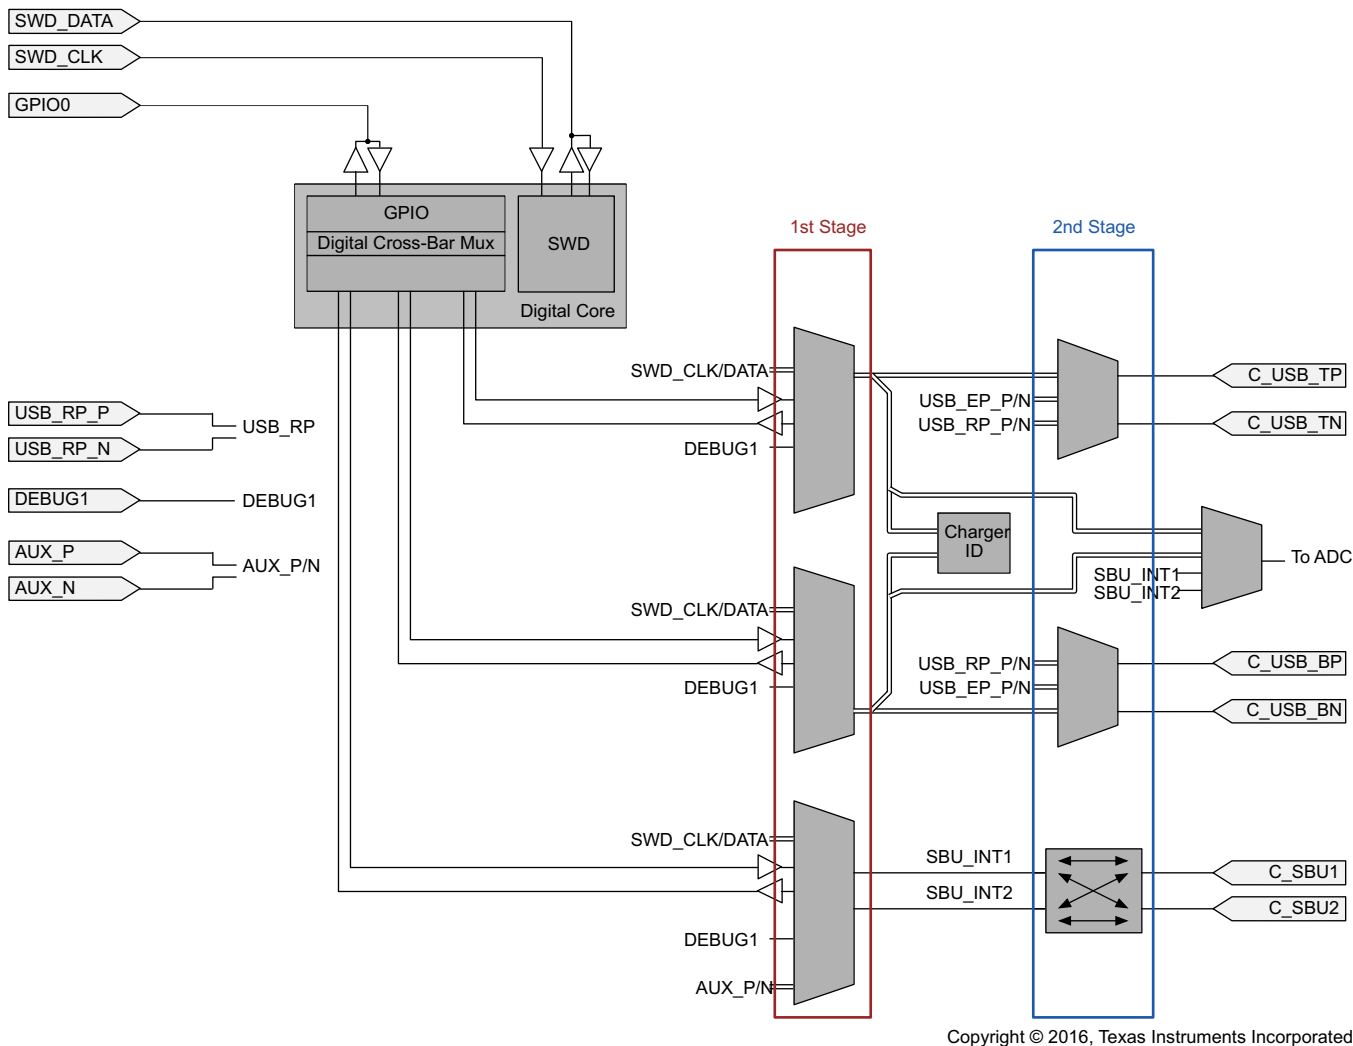 SWD_DATA
SWD_CLK
GPIO0
GPIO
Digital Cross-Bar Mux
SWD
Digital Core
1st Stage
2nd Stage
SWD_CLK/DATA
C_USB_TP
USB_EP_P/N
USB_RP_P
USB_RP
USB_RP_P/N
C_USB_TN
USB_RP_N
DEBUG1
DEBUG1
DEBUG1
Charger
ID
AUX_P
AUX_P/N
AUX_N
To ADC
SBU_INT1
SBU_INT2
SWD_CLK/DATA
USB_RP_P/N
C_USB_BP
DEBUG1
USB_EP_P/N
C_USB_BN
SWD_CLK/DATA
SBU_INT1
C_SBU1
SBU_INT2
C_SBU2
DEBUG1
AUX_P/N
Copyright © 2016, Texas Instruments Incorporated